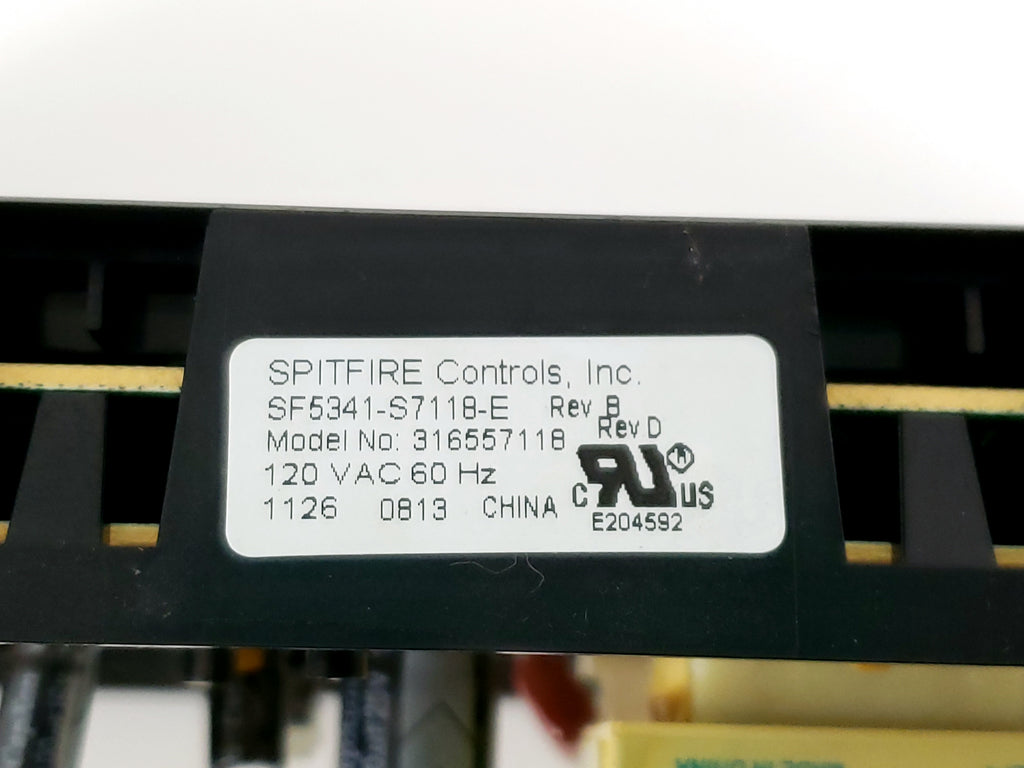 SPITFIRE Controls, Inc.
SF5341-S7118-E Rev B
Rev D
Model No: 316557118
120 VAC 60 Hz
1126 0813 CHINA
c RU US
E204592